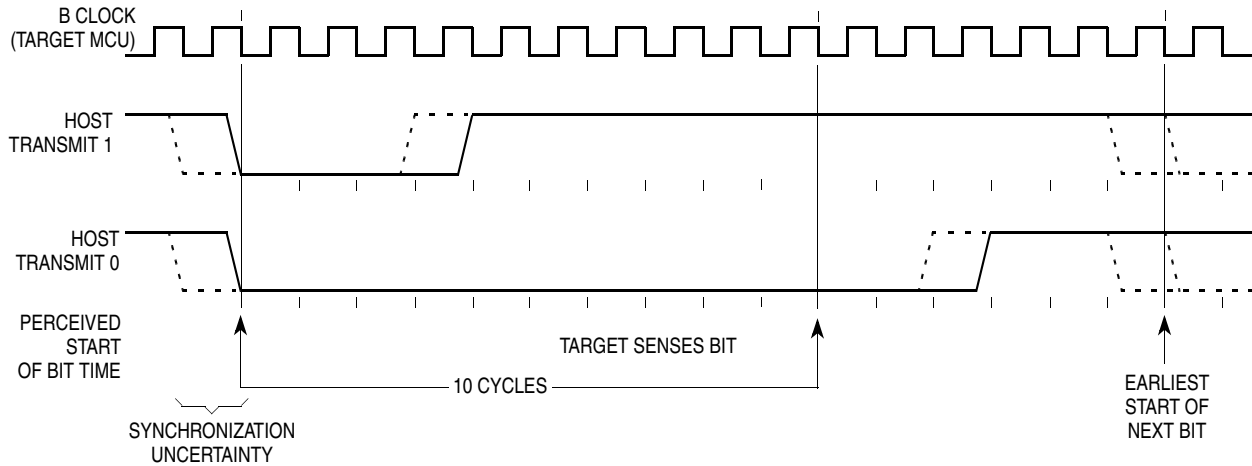 B CLOCK
(TARGET MCU)
HOST
TRANSMIT 1
HOST
TRANSMIT 0
PERCEIVED
START
OF BIT TIME
TARGET SENSES BIT
10 CYCLES
SYNCHRONIZATION
UNCERTAINTY
EARLIEST
START OF
NEXT BIT